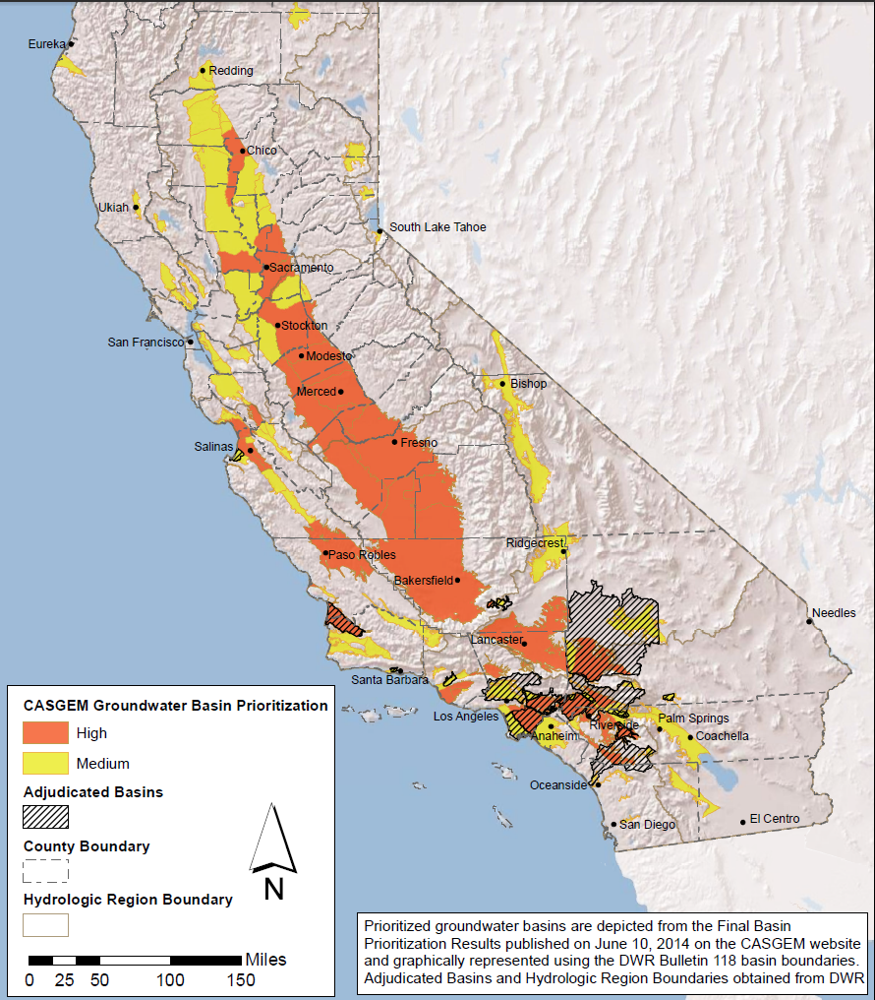 Eureka
Redding
Chico
Ukiah
South Lake Tahoe
Sacramento
Stockton
San Francisco
Modesto
Bishop
Merced
Fresno
Salinas
Ridgecrest
Paso Robles
Bakersfield
Needles
Lancaster
Santa Barbara
Los Angeles
Riverside
Palm Springs
Anaheim
Coachella
Oceanside
San Diego
El Centro
CASGEM Groundwater Basin Prioritization
High
Medium
Adjudicated Basins
County Boundary
Hydrologic Region Boundary
N
Miles
0 25 50 100 150
Prioritized groundwater basins are depicted from the Final Basin
Prioritization Results published on June 10, 2014 on the CASGEM website
and graphically represented using the DWR Bulletin 118 basin boundaries.
Adjudicated Basins and Hydrologic Region Boundaries obtained from DWR